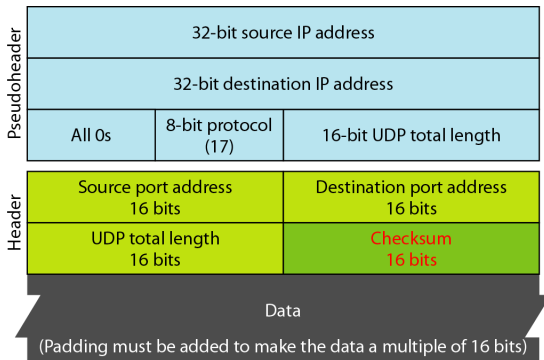 Pseudoheader
32-bit source IP address
32-bit destination IP address
All 0s
8-bit protocol
(17)
16-bit UDP total length
Header
Source port address
16 bits
Destination port address
16 bits
UDP total length
16 bits
Checksum
16 bits
Data
(Padding must be added to make the data a multiple of 16 bits)